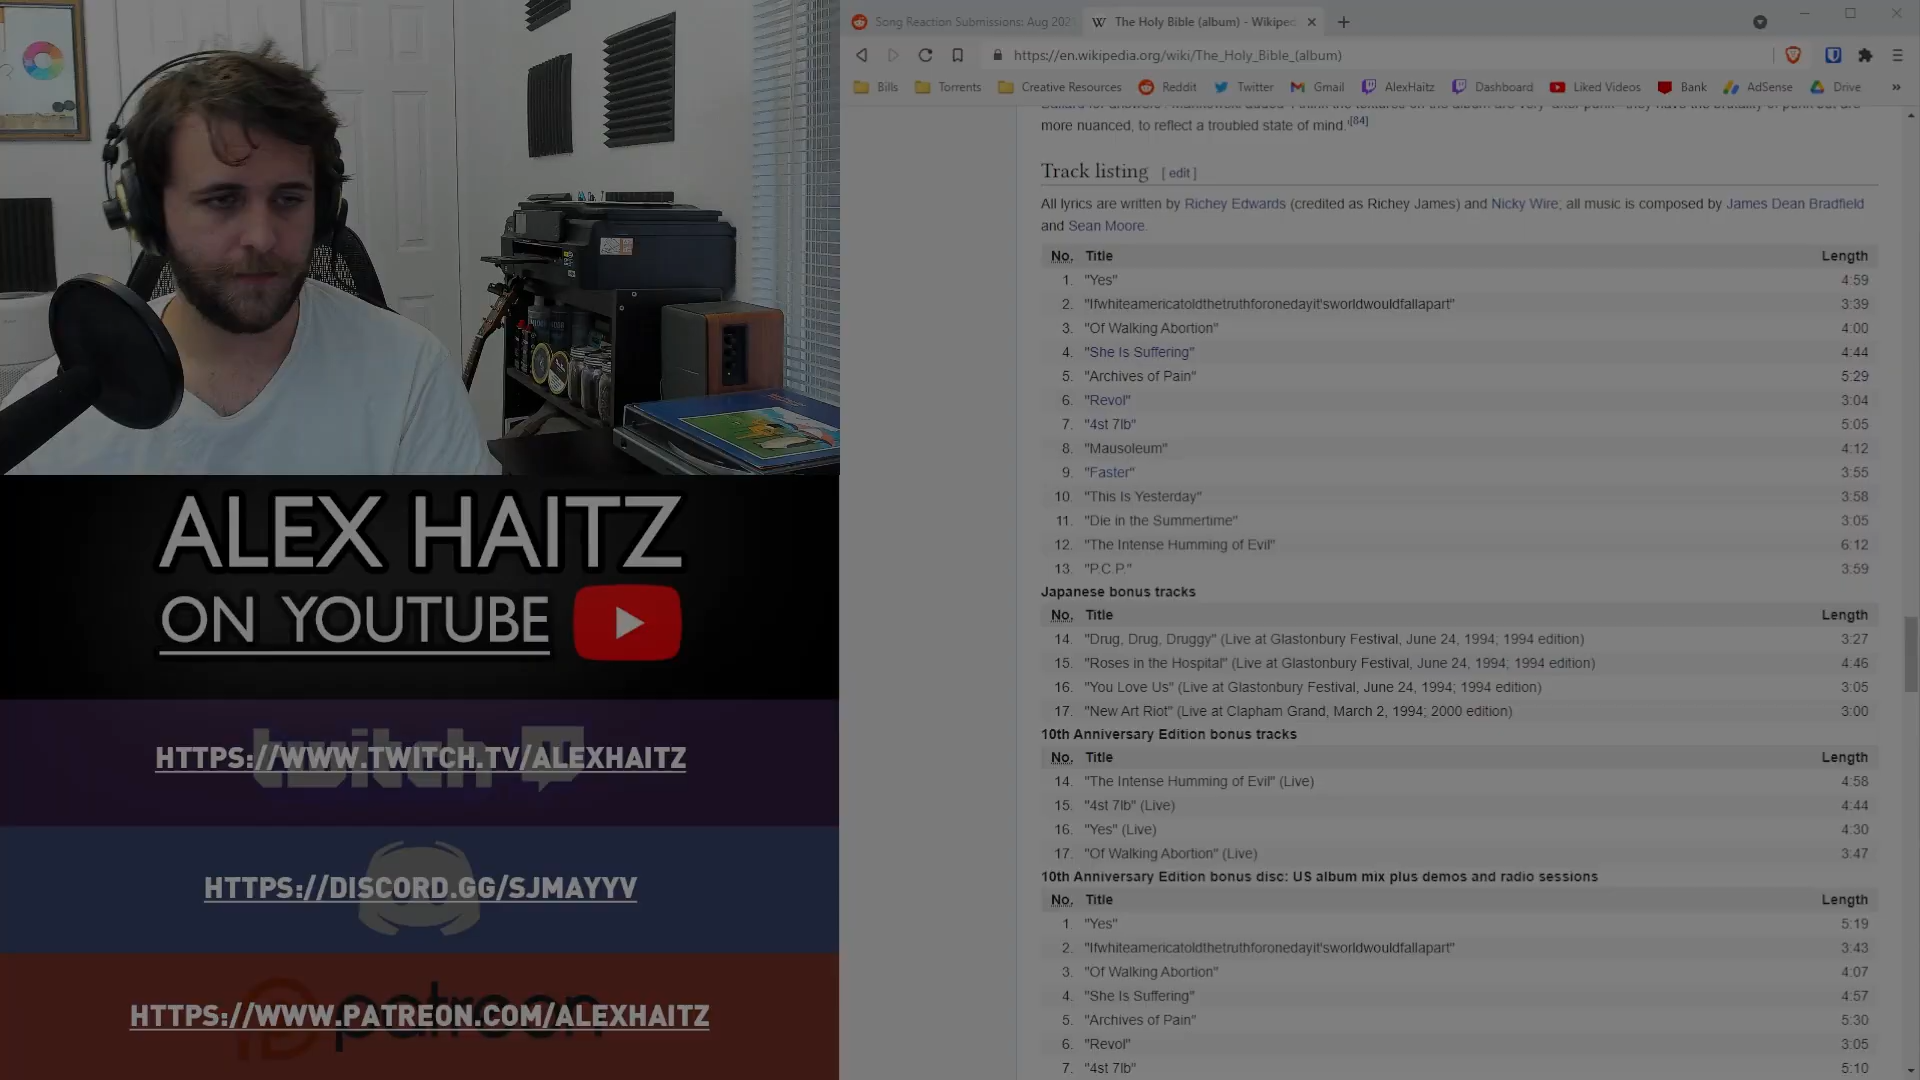 ALEX HAITZ
ON YOUTUBE
twitch
HTTPS://WWW.TWITCH.TV/ALEXHAITZ
HTTPS://DISCORD.GG/SJMAYYV
patreon
HTTPS://WWW.PATREON.COM/ALEXHAITZ
Song Reaction Submissions: Aug 2021
The Holy Bible (album) - Wikiped
https://en.wikipedia.org/wiki/The_Holy_Bible_(album)
Bills Torrents Creative Resources Reddit Twitter Gmail AlexHaitz Dashboard Liked Videos Bank AdSense Drive »
more nuanced, to reflect a troubled state of mind.'[84]
Track listing [ edit ]
All lyrics are written by Richey Edwards (credited as Richey James) and Nicky Wire; all music is composed by James Dean Bradfield
and Sean Moore.
No. Title Length
1. "Yes" 4:59
2. "Ifwhiteamericatoldthetruthforonedayit'sworldwouldfallapart" 3:39
3. "Of Walking Abortion" 4:00
4. "She Is Suffering" 4:44
5. "Archives of Pain" 5:29
6. "Revol" 3:04
7. "4st 7lb" 5:05
8. "Mausoleum" 4:12
9. "Faster" 3:55
10. "This Is Yesterday" 3:58
11. "Die in the Summertime" 3:05
12. "The Intense Humming of Evil" 6:12
13. "P.C.P." 3:59
Japanese bonus tracks
No. Title Length
14. "Drug, Drug, Druggy" (Live at Glastonbury Festival, June 24, 1994; 1994 edition) 3:27
15. "Roses in the Hospital" (Live at Glastonbury Festival, June 24, 1994; 1994 edition) 4:46
16. "You Love Us" (Live at Glastonbury Festival, June 24, 1994; 1994 edition) 3:05
17. "New Art Riot" (Live at Clapham Grand, March 2, 1994; 2000 edition) 3:00
10th Anniversary Edition bonus tracks
No. Title Length
14. "The Intense Humming of Evil" (Live) 4:58
15. "4st 7lb" (Live) 4:44
16. "Yes" (Live) 4:30
17. "Of Walking Abortion" (Live) 3:47
10th Anniversary Edition bonus disc: US album mix plus demos and radio sessions
No. Title Length
1. "Yes" 5:19
2. "Ifwhiteamericatoldthetruthforonedayit'sworldwouldfallapart" 3:43
3. "Of Walking Abortion" 4:07
4. "She Is Suffering" 4:57
5. "Archives of Pain" 5:30
6. "Revol" 3:05
7. "4st 7lb" 5:10